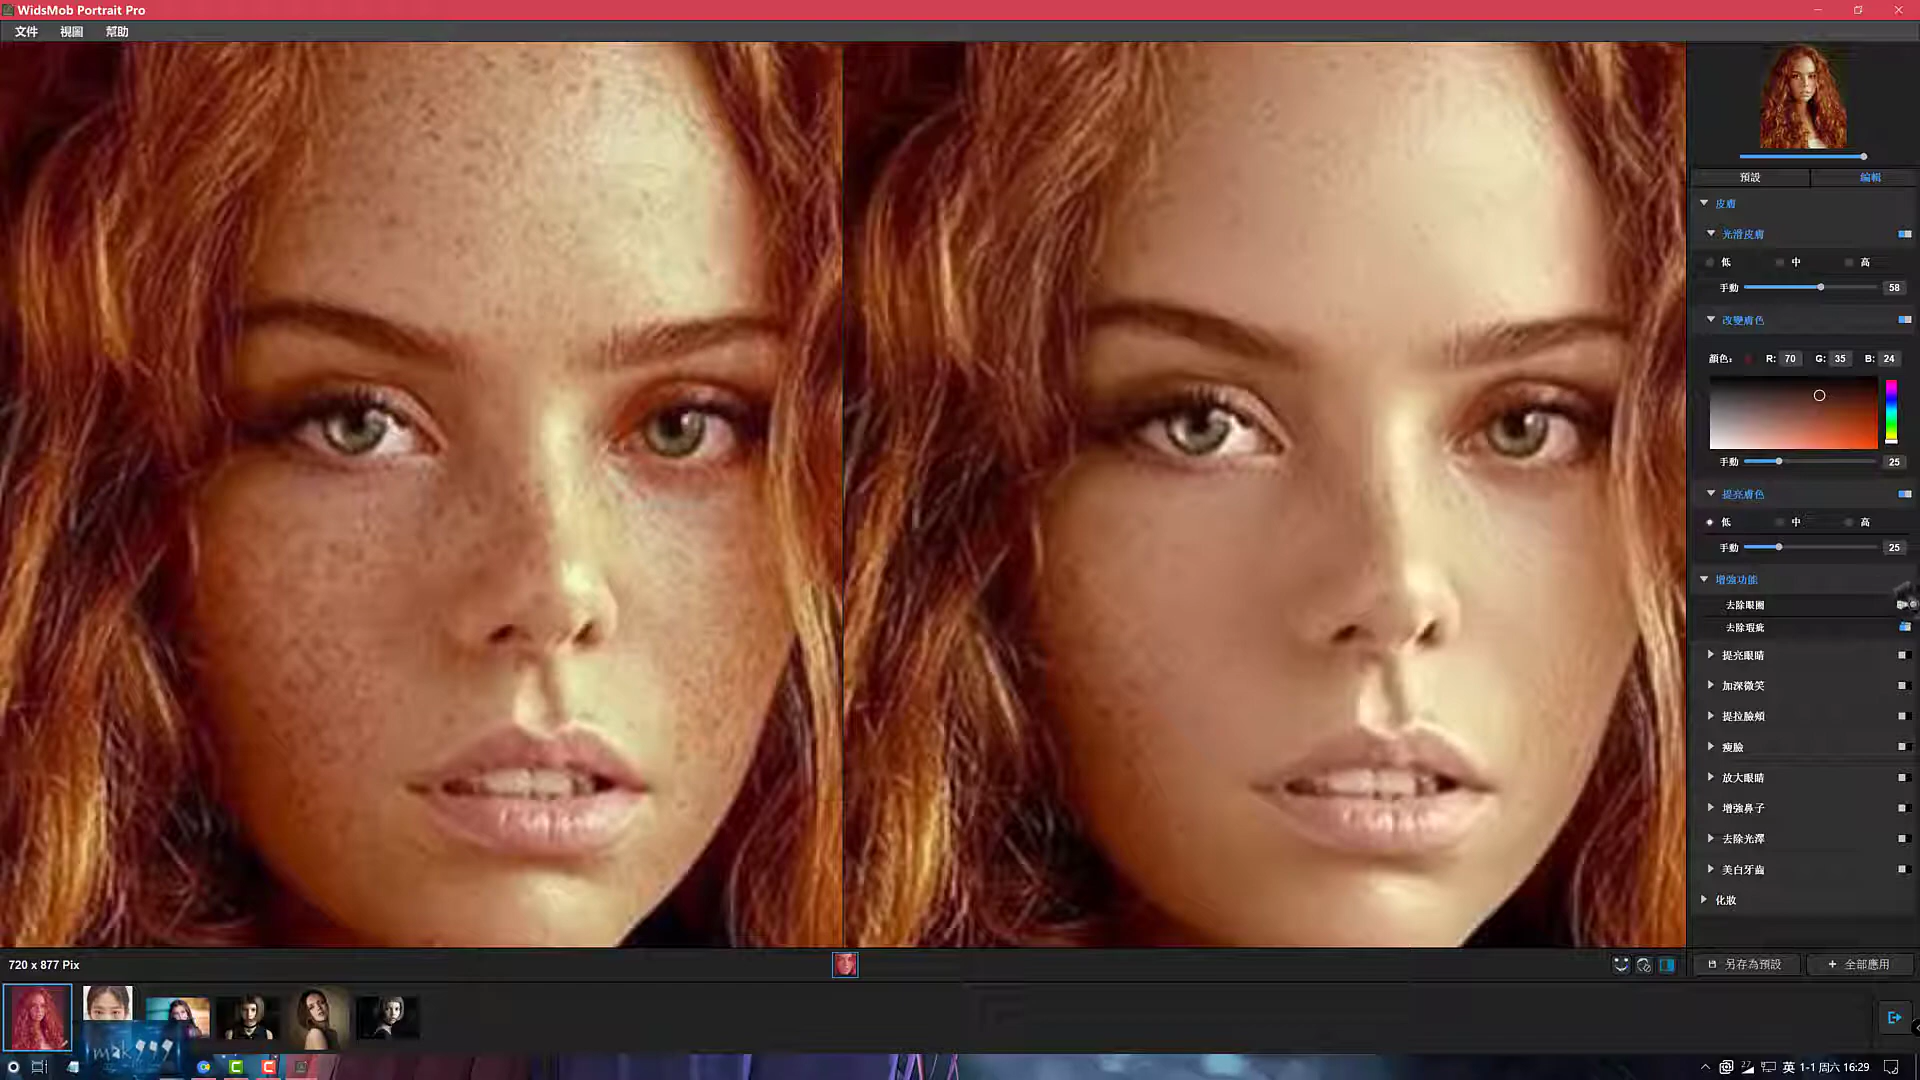 WidsMob Portrait Pro
文件 視圖 幫助
預設 編輯
皮膚
光滑皮膚
低 中 高
手動 58
改變膚色
顏色: R: 70 G: 35 B: 24
手動 25
提亮膚色
低 中 高
手動 25
增強功能
去除眼圈
去除瑕疵
提亮眼睛
加深微笑
提拉臉頰
瘦臉
放大眼睛
增強鼻子
去除光澤
美白牙齒
化妝
720 x 877 Pix
另存為預設 + 全部應用
mak999
27 英 1-1 周六 16:29